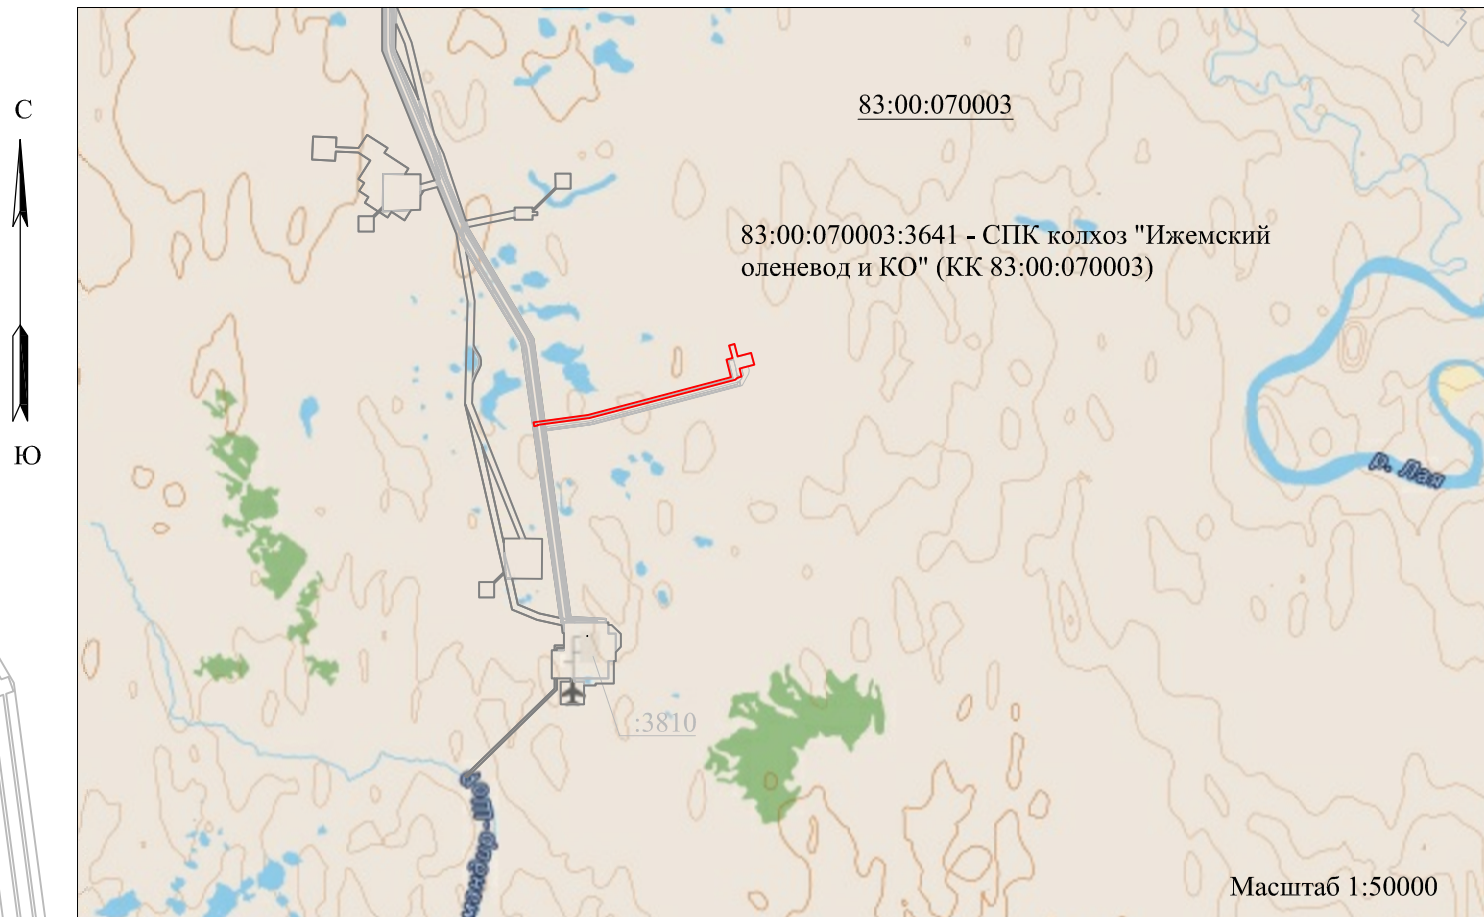 С
Ю
83:00:070003
83:00:070003:3641 - СПК колхоз "Ижемский
оленевод и КО" (КК 83:00:070003)
р. Лая
:3810
Масштаб 1:50000